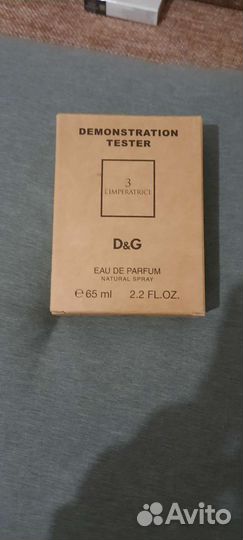 DEMONSTRATION
TESTER
3
L'IMPERATRICE
D&G
EAU DE PARFUM
NATURAL SPRAY
℮ 65 ml 2.2 FL.OZ.
Avito